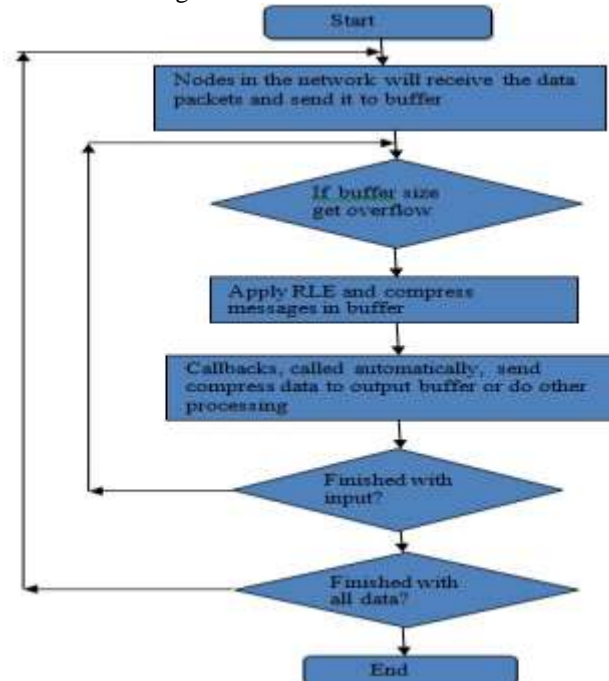 Start
Nodes in the network will receive the data
packets and send it to buffer
If buffer size
get overflow
Apply RLE and compress
messages in buffer
Callbacks, called automatically, send
compress data to output buffer or do other
processing
Finished with
input?
Finished with
all data?
End